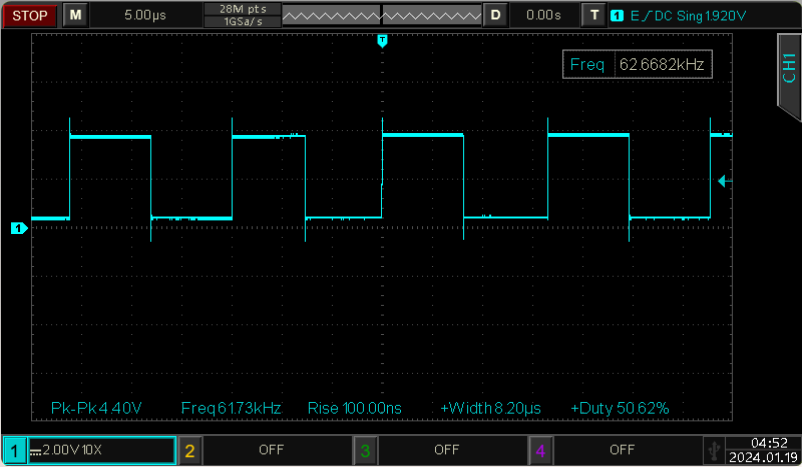 STOP M 5.00µs 28M pts D 0.00s T 1 E DC Sing 1.920V
1GSa/s
T
Freq 62.6682kHz
CH1
1
Pk-Pk 4.40V Freq 61.73kHz Rise 100.00ns +Width 8.20µs +Duty 50.62%
1 2.00V 10X 2 OFF 3 OFF 4 OFF 04:52
2024.01.19